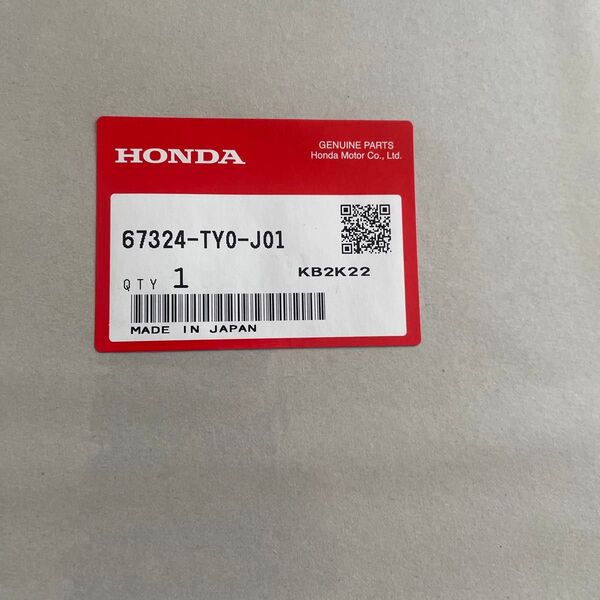 HONDA
GENUINE PARTS
Honda Motor Co., Ltd.
67324-TY0-J01
QTY 1
KB2K22
MADE IN JAPAN